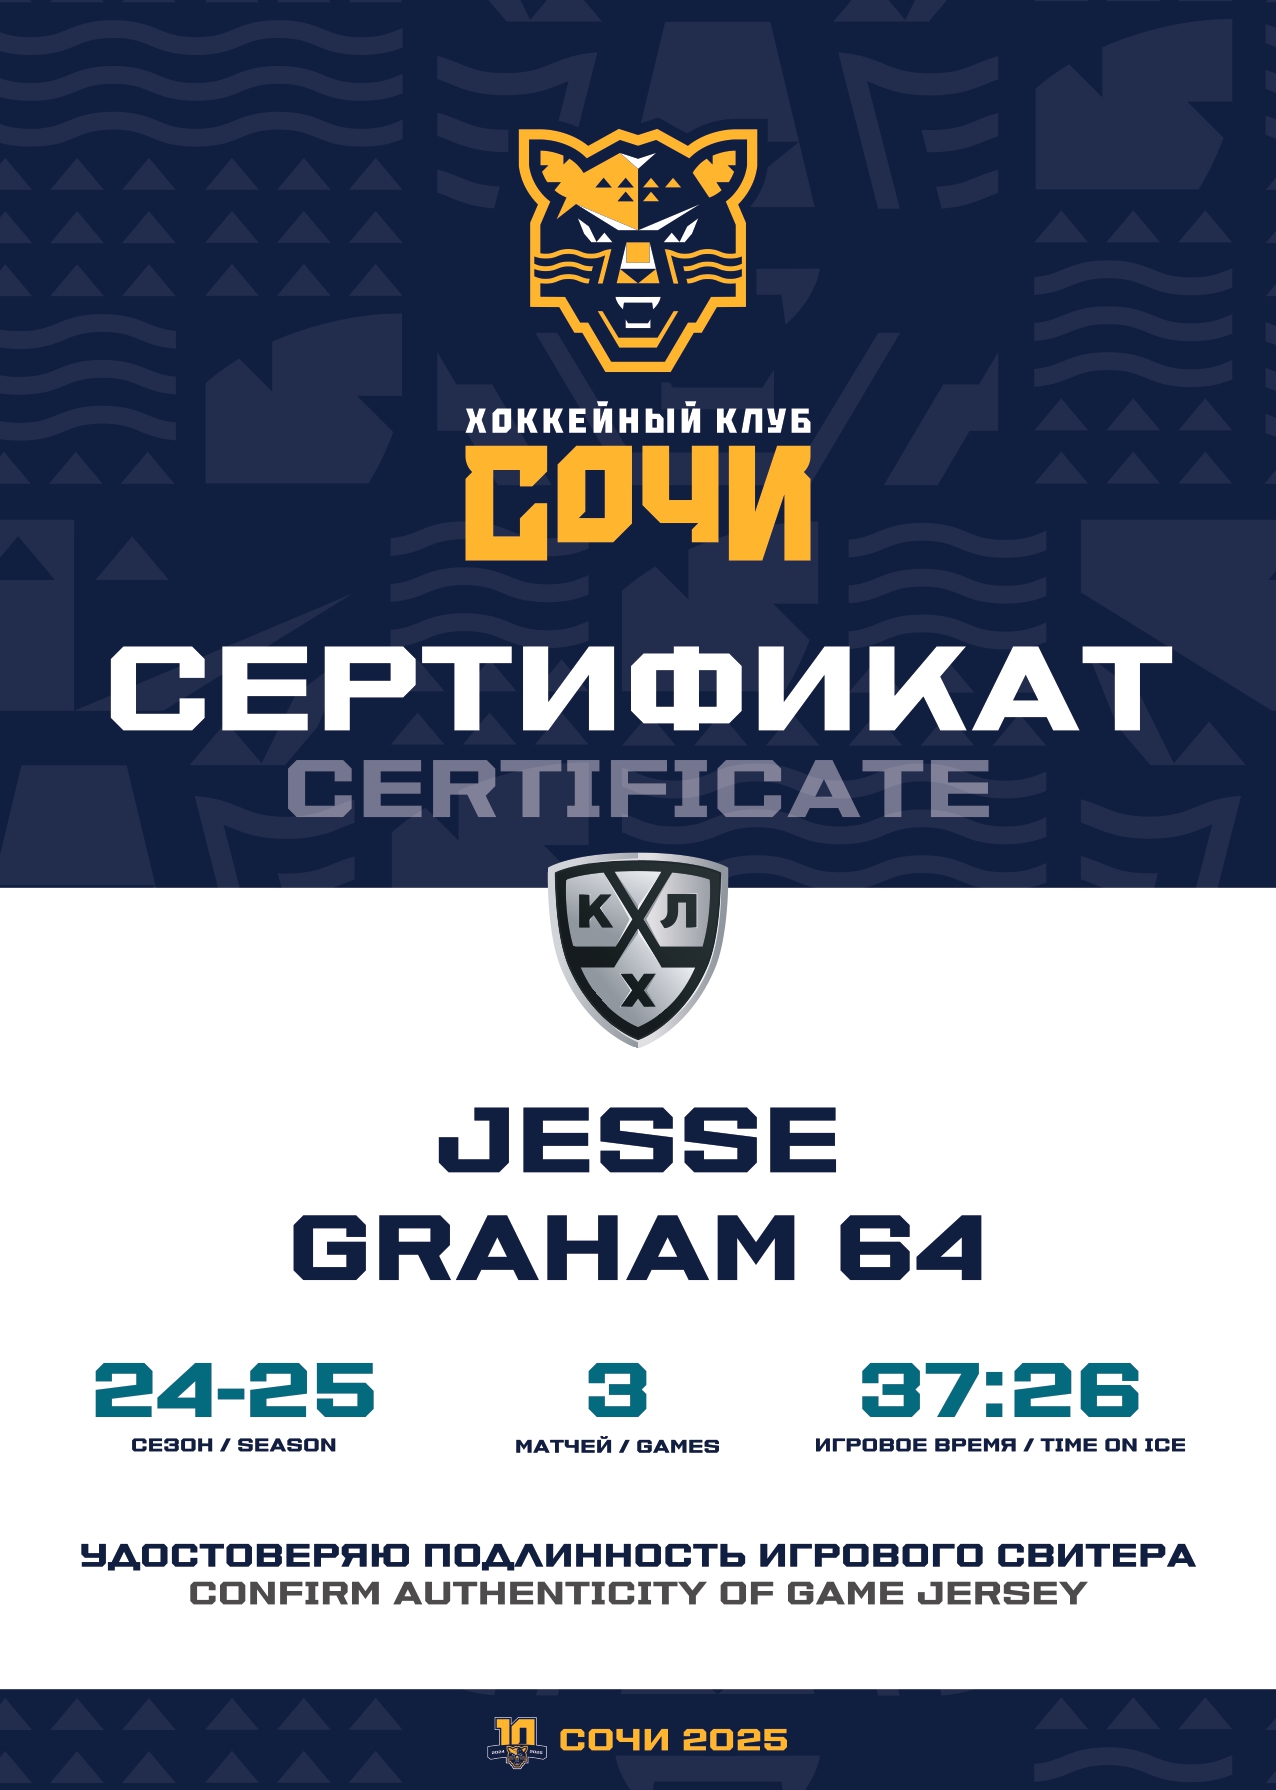 ХОККЕЙНЫЙ КЛУБ
СОЧИ
СЕРТИФИКАТ
CERTIFICATE
К Л
Х
JESSE
GRAHAM 64
24-25 3 37:26
СЕЗОН / SEASON МАТЧЕЙ / GAMES ИГРОВОЕ ВРЕМЯ / TIME ON ICE
УДОСТОВЕРЯЮ ПОДЛИННОСТЬ ИГРОВОГО СВИТЕРА
CONFIRM AUTHENTICITY OF GAME JERSEY
10 СОЧИ 2025